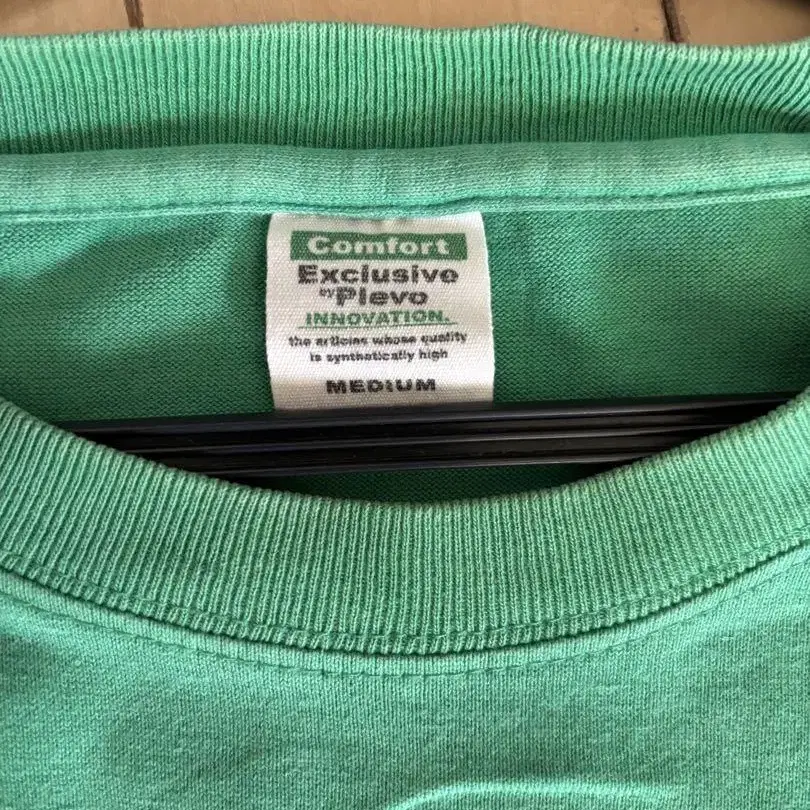 Comfort
Exclusive
by Plevo
INNOVATION.
the articles whose quality
is synthetically high
MEDIUM